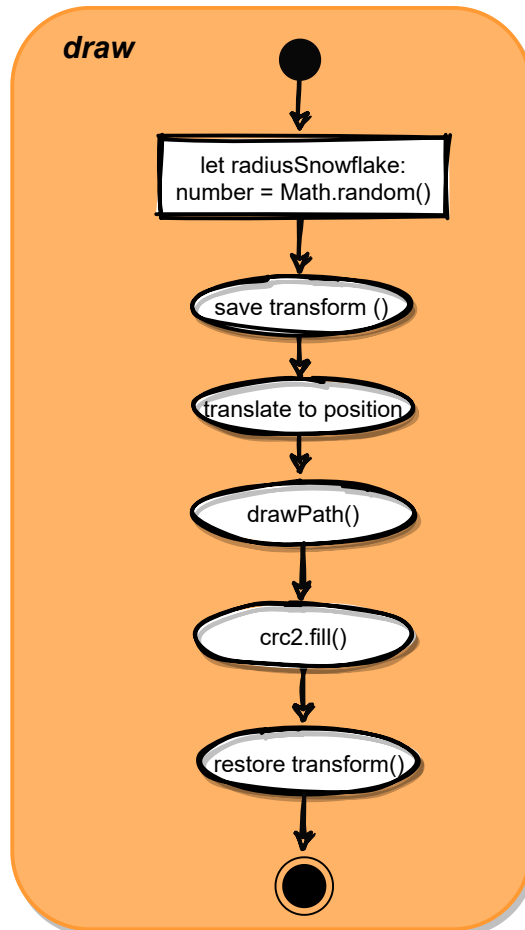 draw
let radiusSnowflake:
number = Math.random()
save transform ()
translate to position
drawPath()
crc2.fill()
restore transform()